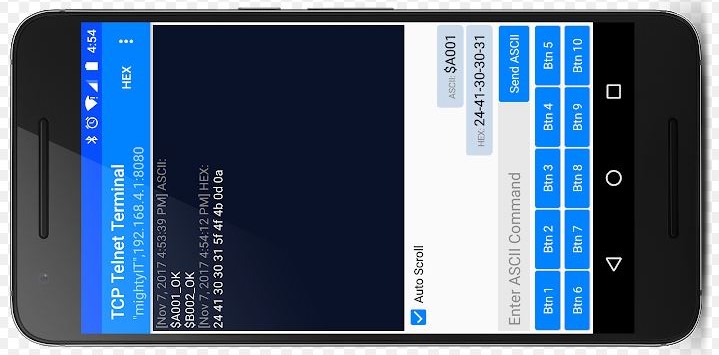 4:54
TCP Telnet Terminal
"mightyIT",192.168.4.1:8080
HEX
[Nov 7, 2017 4:53:39 PM] ASCII:
$A001_OK
$B002_OK
[Nov 7, 2017 4:54:12 PM] HEX:
24 41 30 30 31 5f 4f 4b 0d 0a
Auto Scroll
ASCII: $A001
HEX: 24-41-30-30-31
Enter ASCII Command
Send ASCII
Btn 1 Btn 2 Btn 3 Btn 4 Btn 5
Btn 6 Btn 7 Btn 8 Btn 9 Btn 10